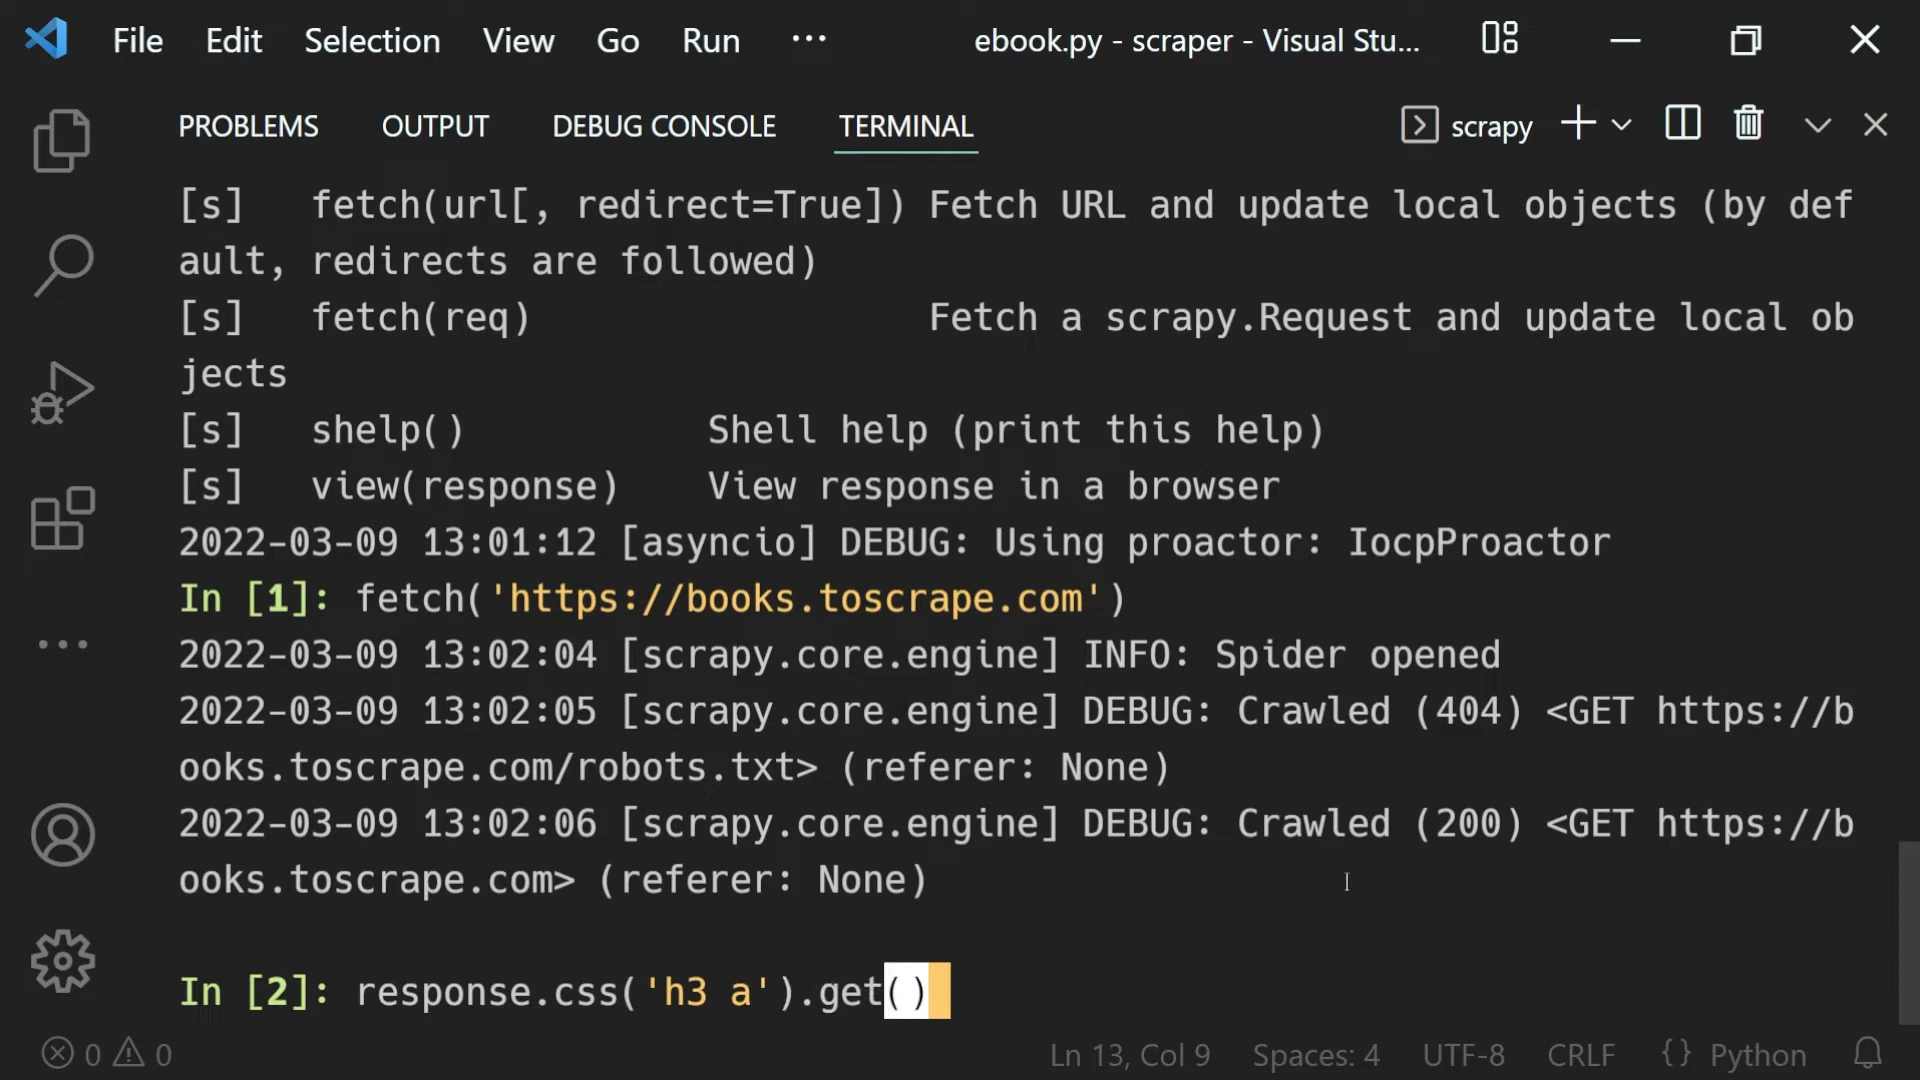 File Edit Selection View Go Run ··· ebook.py - scraper - Visual Stu...
PROBLEMS OUTPUT DEBUG CONSOLE TERMINAL scrapy
[s]   fetch(url[, redirect=True]) Fetch URL and update local objects (by def
ault, redirects are followed)
[s]   fetch(req)                  Fetch a scrapy.Request and update local ob
jects
[s]   shelp()           Shell help (print this help)
[s]   view(response)    View response in a browser
2022-03-09 13:01:12 [asyncio] DEBUG: Using proactor: IocpProactor
In [1]: fetch('https://books.toscrape.com')
2022-03-09 13:02:04 [scrapy.core.engine] INFO: Spider opened
2022-03-09 13:02:05 [scrapy.core.engine] DEBUG: Crawled (404) <GET https://b
ooks.toscrape.com/robots.txt> (referer: None)
2022-03-09 13:02:06 [scrapy.core.engine] DEBUG: Crawled (200) <GET https://b
ooks.toscrape.com> (referer: None)
In [2]: response.css('h3 a').get()
0 0 Ln 13, Col 9 Spaces: 4 UTF-8 CRLF {} Python